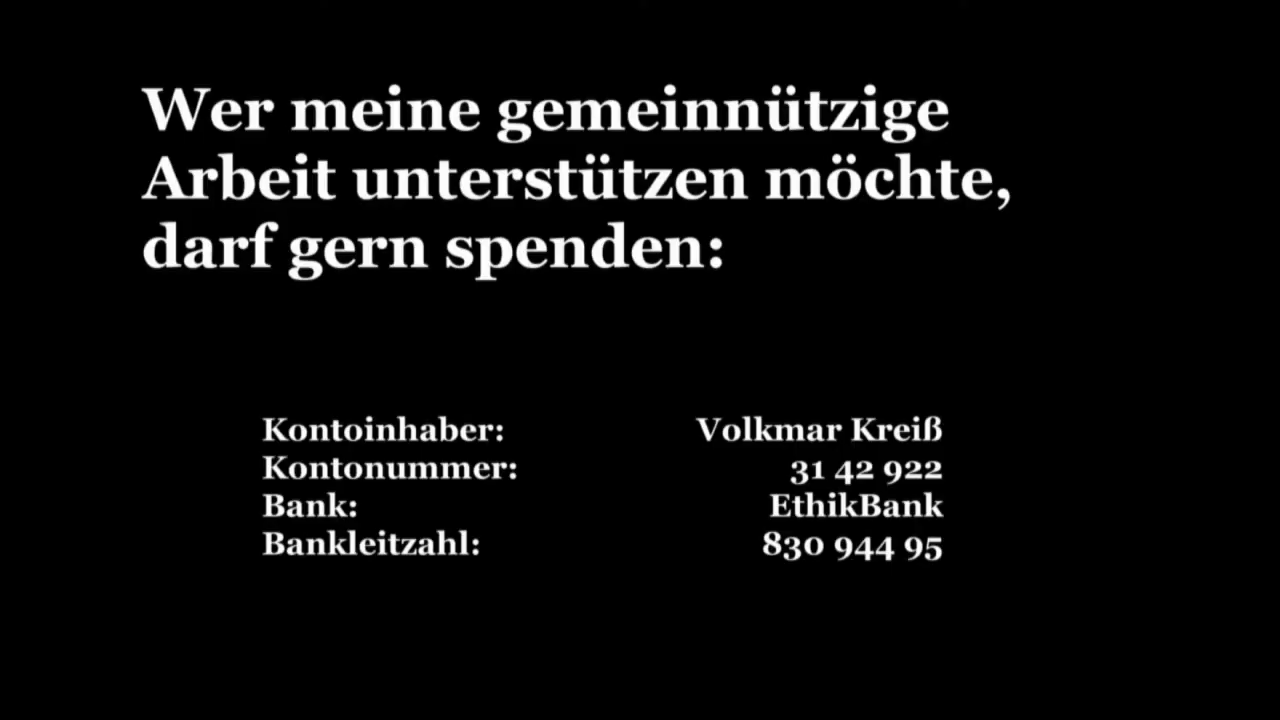 Wer meine gemeinnützige
Arbeit unterstützen möchte,
darf gern spenden:
Kontoinhaber: Volkmar Kreiß
Kontonummer: 31 42 922
Bank: EthikBank
Bankleitzahl: 830 944 95